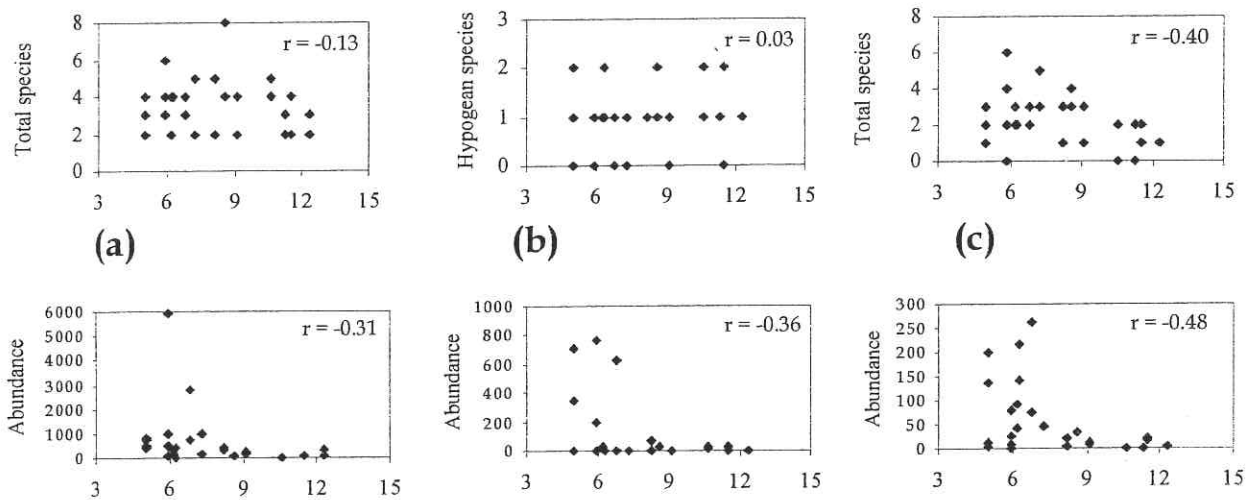 Total species
8
6
4
2
0
r = -0.13
3 6 9 12 15
(a)
Hypogean species
3
2
1
0
r = 0.03
3 6 9 12 15
(b)
Total species
8
6
4
2
0
r = -0.40
3 6 9 12 15
(c)
Abundance
6000
5000
4000
3000
2000
1000
0
r = -0.31
3 6 9 12 15
Abundance
1000
800
600
400
200
0
r = -0.36
3 6 9 12 15
Abundance
300
250
200
150
100
50
0
r = -0.48
3 6 9 12 15